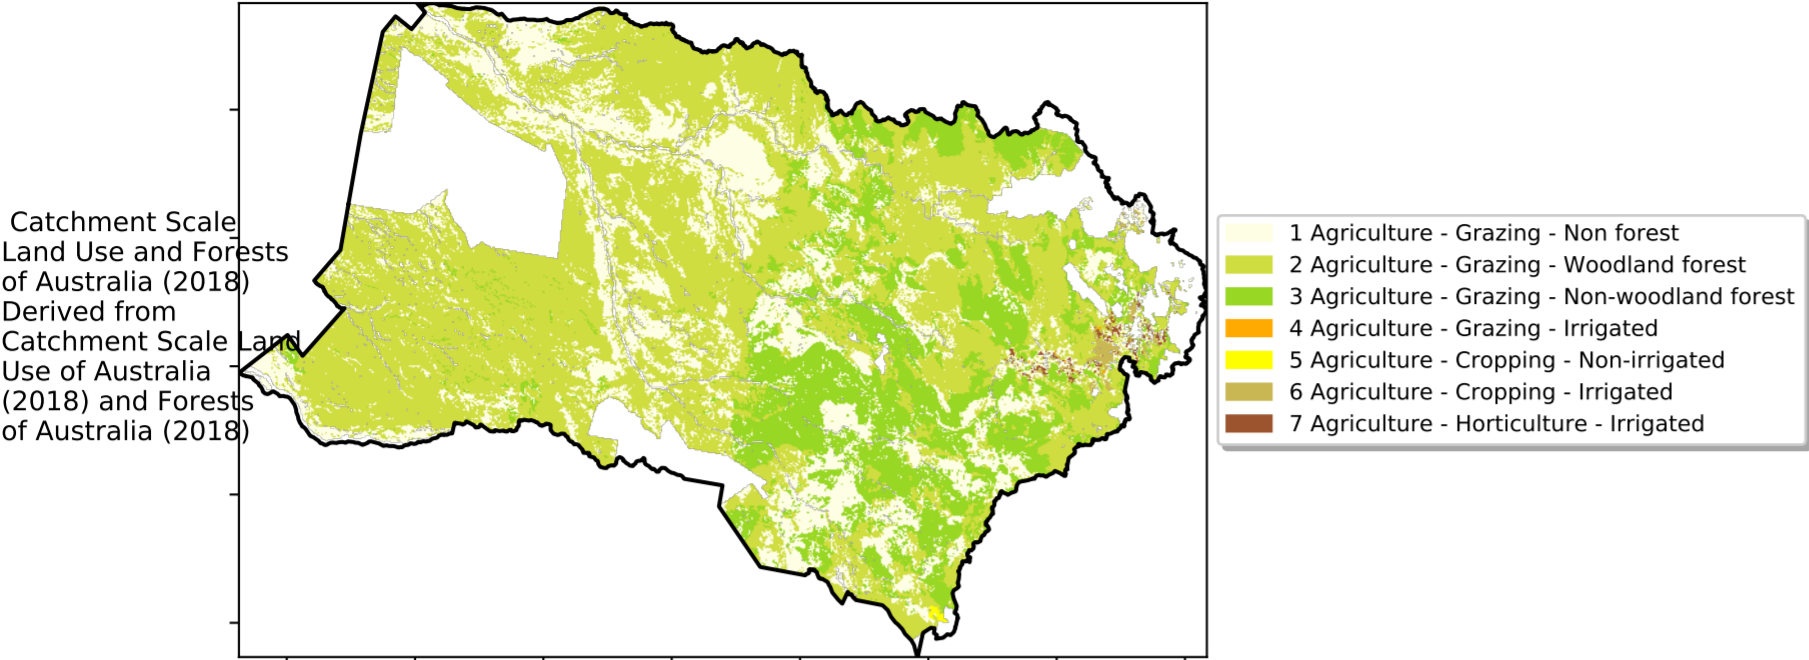 Catchment Scale
Land Use and Forests
of Australia (2018)
Derived from
Catchment Scale Land
Use of Australia
(2018) and Forests
of Australia (2018)
1 Agriculture - Grazing - Non forest
2 Agriculture - Grazing - Woodland forest
3 Agriculture - Grazing - Non-woodland forest
4 Agriculture - Grazing - Irrigated
5 Agriculture - Cropping - Non-irrigated
6 Agriculture - Cropping - Irrigated
7 Agriculture - Horticulture - Irrigated